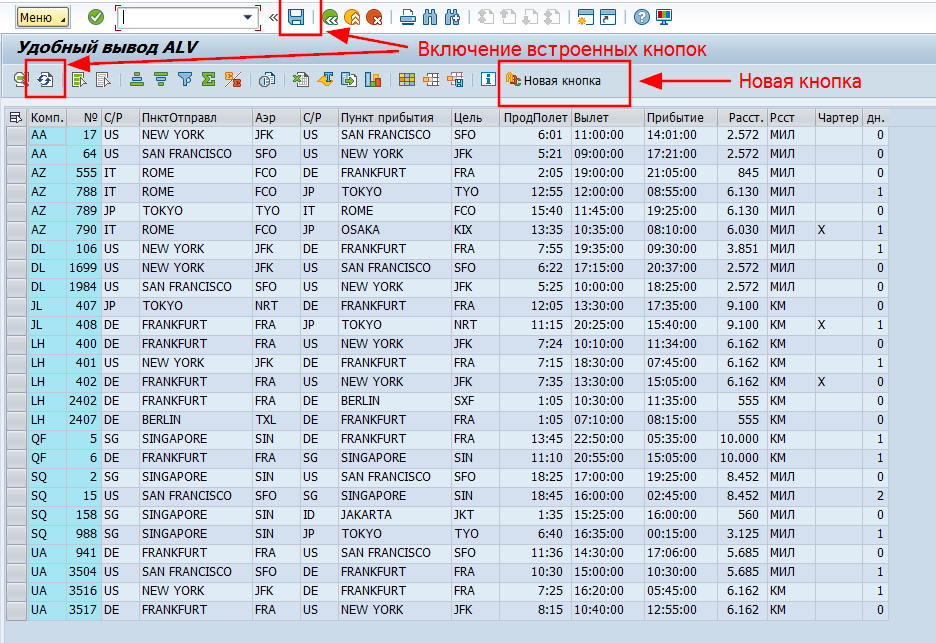 Меню
«
Удобный вывод ALV
Включение встроенных кнопок
Новая кнопка
Новая кнопка
Комп. № С/Р ПнктОтправл Аэр С/Р Пункт прибытия Цель ПродПолет Вылет Прибытие Расст. Рсст Чартер дн.
AA 17 US NEW YORK JFK US SAN FRANCISCO SFO 6:01 11:00:00 14:01:00 2.572 МИЛ 0
AA 64 US SAN FRANCISCO SFO US NEW YORK JFK 5:21 09:00:00 17:21:00 2.572 МИЛ 0
AZ 555 IT ROME FCO DE FRANKFURT FRA 2:05 19:00:00 21:05:00 845 МИЛ 0
AZ 788 IT ROME FCO JP TOKYO TYO 12:55 12:00:00 08:55:00 6.130 МИЛ 1
AZ 789 JP TOKYO TYO IT ROME FCO 15:40 11:45:00 19:25:00 6.130 МИЛ 0
AZ 790 IT ROME FCO JP OSAKA KIX 13:35 10:35:00 08:10:00 6.030 МИЛ X 1
DL 106 US NEW YORK JFK DE FRANKFURT FRA 7:55 19:35:00 09:30:00 3.851 МИЛ 1
DL 1699 US NEW YORK JFK US SAN FRANCISCO SFO 6:22 17:15:00 20:37:00 2.572 МИЛ 0
DL 1984 US SAN FRANCISCO SFO US NEW YORK JFK 5:25 10:00:00 18:25:00 2.572 МИЛ 0
JL 407 JP TOKYO NRT DE FRANKFURT FRA 12:05 13:30:00 17:35:00 9.100 КМ 0
JL 408 DE FRANKFURT FRA JP TOKYO NRT 11:15 20:25:00 15:40:00 9.100 КМ X 1
LH 400 DE FRANKFURT FRA US NEW YORK JFK 7:24 10:10:00 11:34:00 6.162 КМ 0
LH 401 US NEW YORK JFK DE FRANKFURT FRA 7:15 18:30:00 07:45:00 6.162 КМ 1
LH 402 DE FRANKFURT FRA US NEW YORK JFK 7:35 13:30:00 15:05:00 6.162 КМ X 0
LH 2402 DE FRANKFURT FRA DE BERLIN SXF 1:05 10:30:00 11:35:00 555 КМ 0
LH 2407 DE BERLIN TXL DE FRANKFURT FRA 1:05 07:10:00 08:15:00 555 КМ 0
QF 5 SG SINGAPORE SIN DE FRANKFURT FRA 13:45 22:50:00 05:35:00 10.000 КМ 1
QF 6 DE FRANKFURT FRA SG SINGAPORE SIN 11:10 20:55:00 15:05:00 10.000 КМ 1
SQ 2 SG SINGAPORE SIN US SAN FRANCISCO SFO 18:25 17:00:00 19:25:00 8.452 МИЛ 0
SQ 15 US SAN FRANCISCO SFO SG SINGAPORE SIN 18:45 16:00:00 02:45:00 8.452 МИЛ 2
SQ 158 SG SINGAPORE SIN ID JAKARTA JKT 1:35 15:25:00 16:00:00 560 МИЛ 0
SQ 988 SG SINGAPORE SIN JP TOKYO TYO 6:40 16:35:00 00:15:00 3.125 МИЛ 1
UA 941 DE FRANKFURT FRA US SAN FRANCISCO SFO 11:36 14:30:00 17:06:00 5.685 МИЛ 0
UA 3504 US SAN FRANCISCO SFO DE FRANKFURT FRA 10:30 15:00:00 10:30:00 5.685 МИЛ 1
UA 3516 US NEW YORK JFK DE FRANKFURT FRA 7:25 16:20:00 05:45:00 6.162 КМ 1
UA 3517 DE FRANKFURT FRA US NEW YORK JFK 8:15 10:40:00 12:55:00 6.162 КМ 0